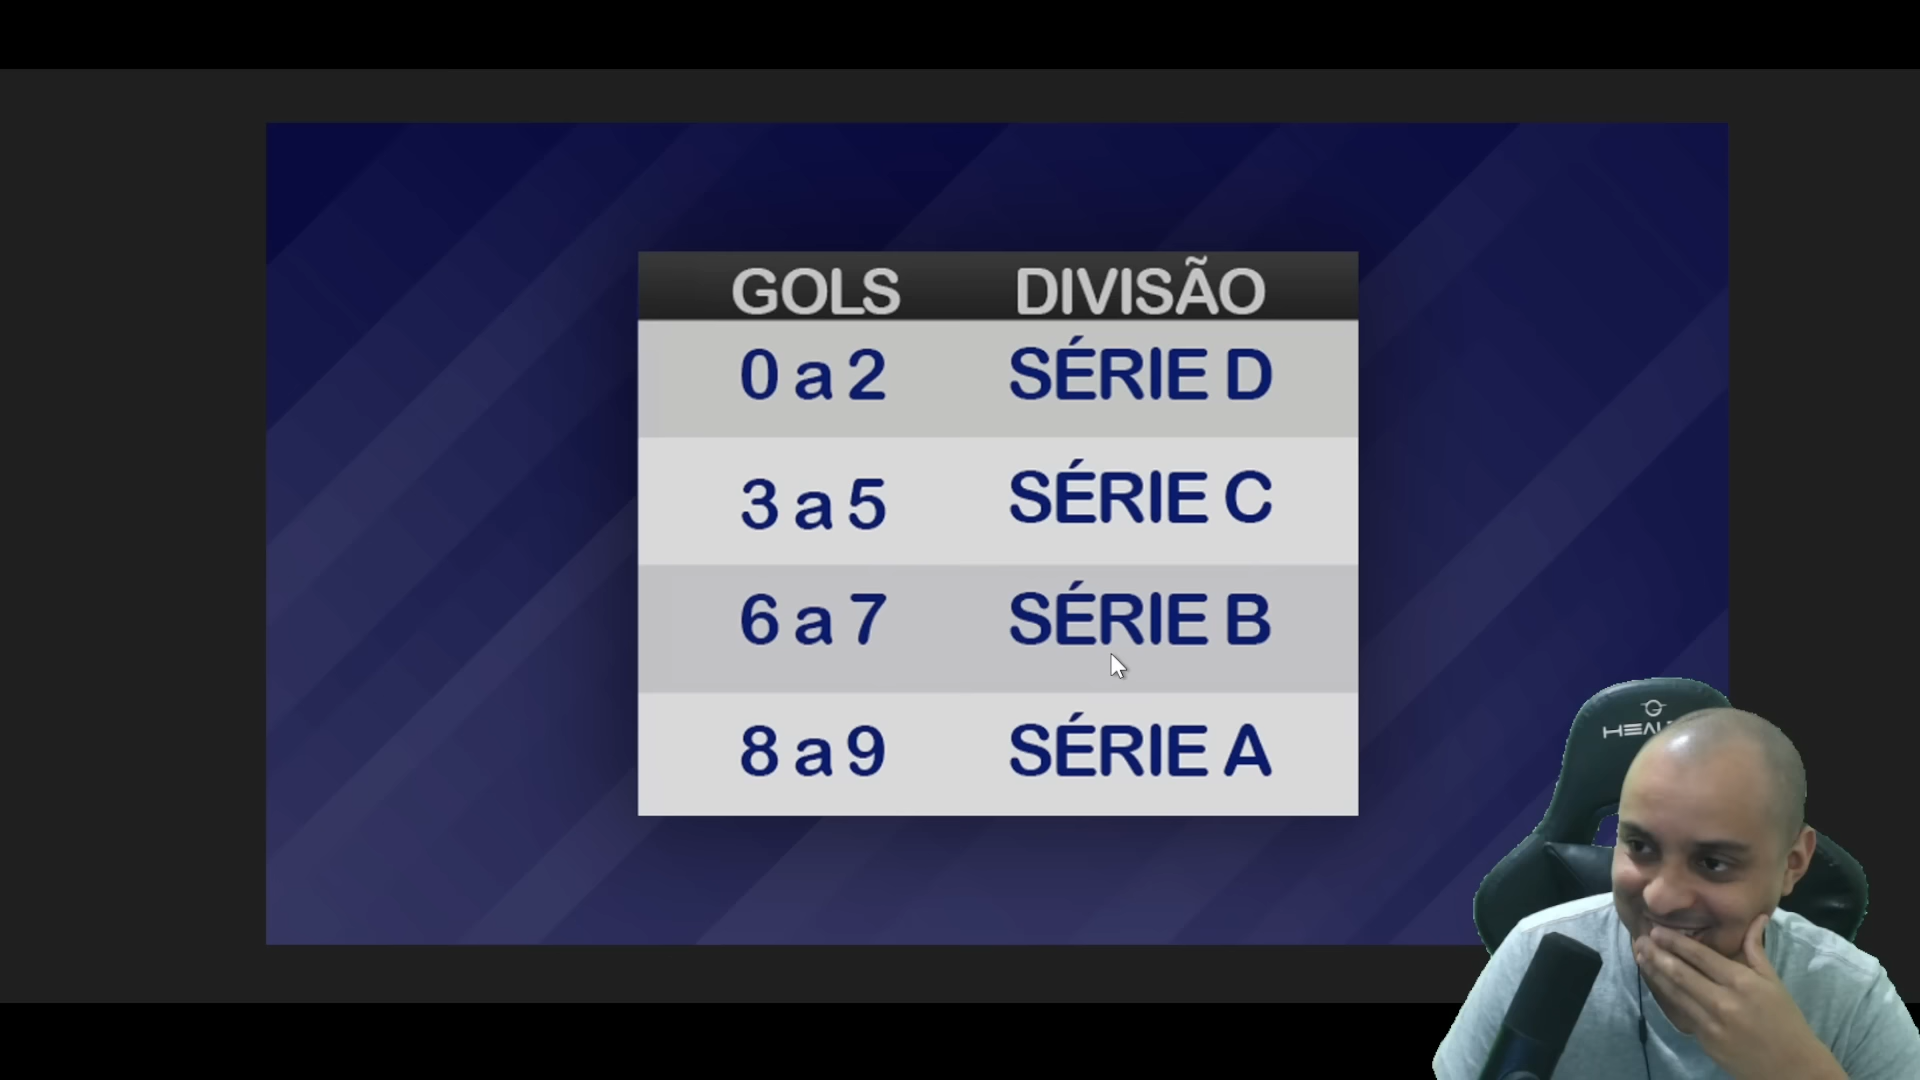 GOLS DIVISÃO
0 a 2 SÉRIE D
3 a 5 SÉRIE C
6 a 7 SÉRIE B
8 a 9 SÉRIE A